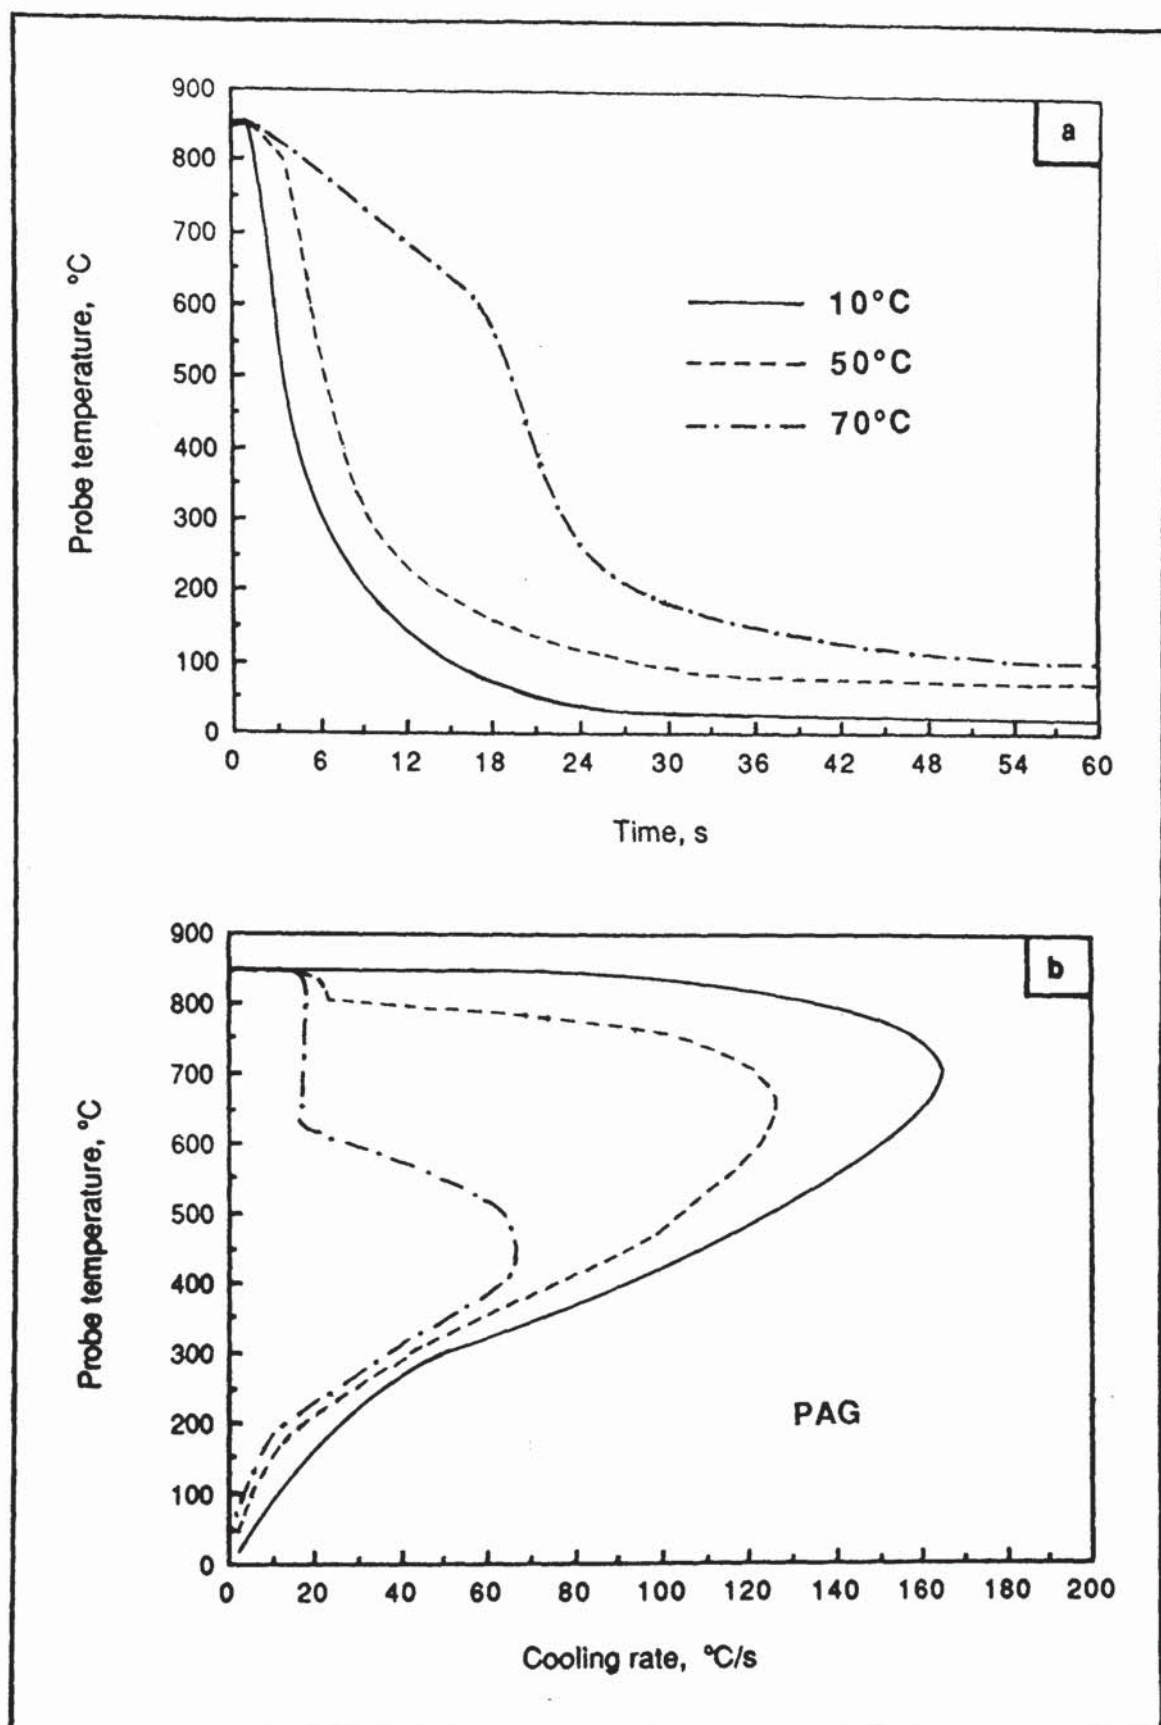 a
900
800
700
600
500
400
300
200
100
0
Probe temperature, °C
10°C
50°C
70°C
0 6 12 18 24 30 36 42 48 54 60
Time, s
b
900
800
700
600
500
400
300
200
100
0
Probe temperature, °C
PAG
0 20 40 60 80 100 120 140 160 180 200
Cooling rate, °C/s